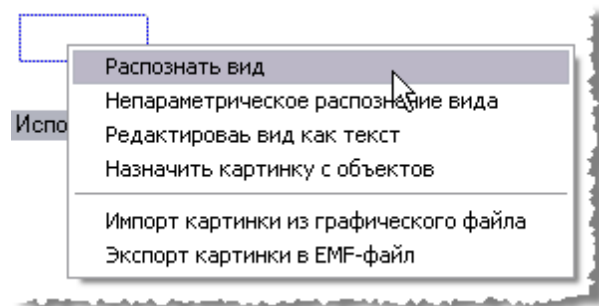 Распознать вид
Непараметрическое распознание вида
Испо
Редактироваь вид как текст
Назначить картинку с объектов
Импорт картинки из графического файла
Экспорт картинки в EMF-файл